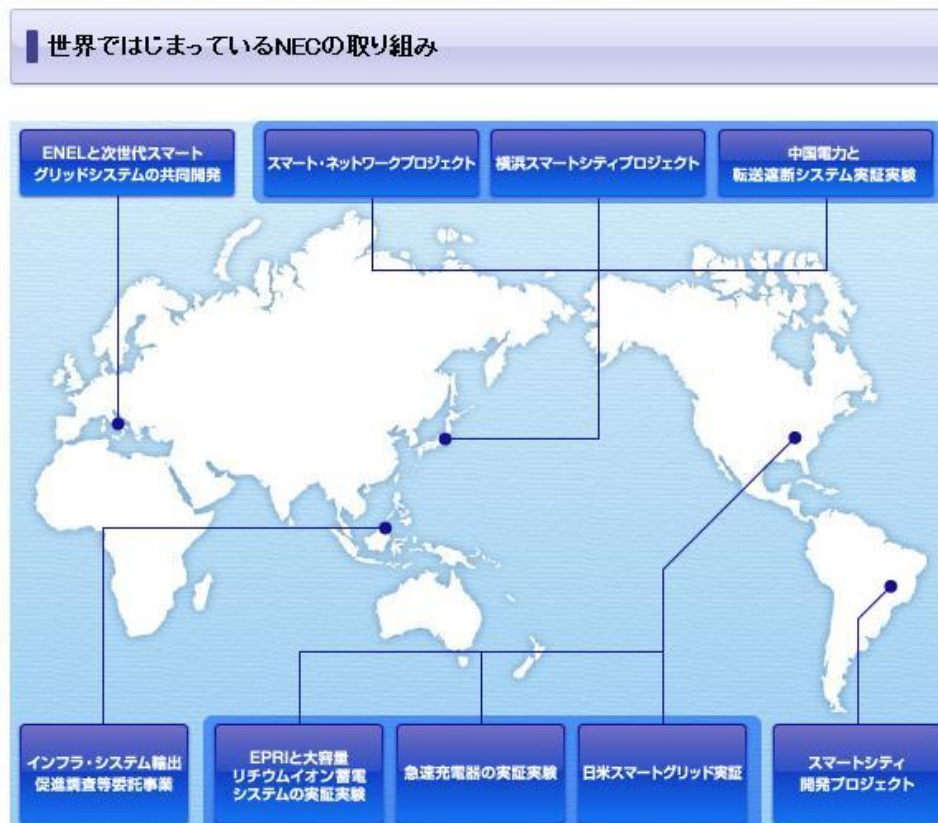 世界ではじまっているNECの取り組み
ENELと次世代スマート
グリッドシステムの共同開発
スマート・ネットワークプロジェクト
横浜スマートシティプロジェクト
中国電力と
転送遮断システム実証実験
インフラ・システム輸出
促進調査等委託事業
EPRIと大容量
リチウムイオン蓄電
システムの実証実験
急速充電器の実証実験
日米スマートグリッド実証
スマートシティ
開発プロジェクト